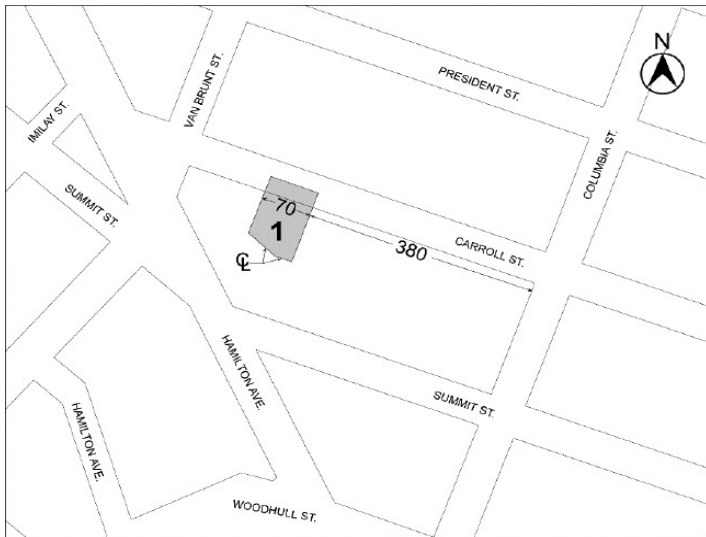 N
PRESIDENT ST.
VAN BRUNT ST.
IMILAY ST.
COLUMBIA ST.
SUMMIT ST.
70
1
CARROLL ST.
380
℄
HAMILTON AVE.
SUMMIT ST.
HAMILTON AVE.
WOODHULL ST.